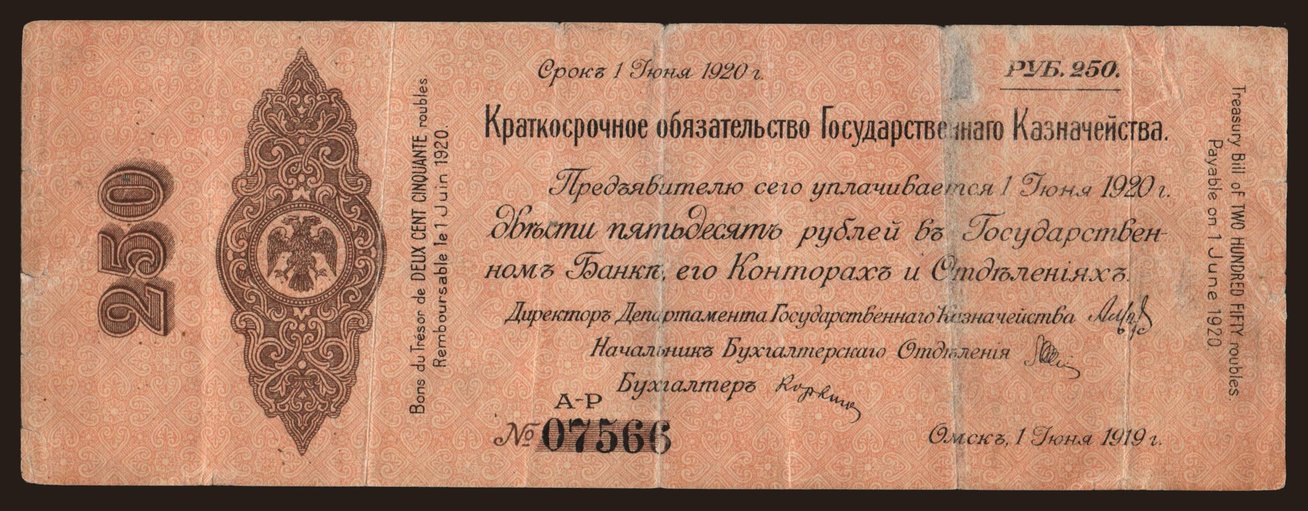 250
Bons du Trésor de DEUX CENT CINQUANTE roubles
Remboursable le 1 Juin 1920.
Срокъ 1 Июня 1920 г.
РУБ. 250.
Краткосрочное обязательство Государственнаго Казначейства.
Предъявителю сего уплачивается 1 Июня 1920 г.
Двѣсти пятьдесятъ рублей въ Государствен-
номъ Банкѣ, его Конторахъ и Отдѣленіяхъ.
Директоръ Департамента Государственнаго Казначейства
Начальникъ Бухгалтерскаго Отдѣленія
Бухгалтеръ
А-Р
№ 07566
Омскъ, 1 Июня 1919 г.
Treasury Bill of TWO HUNDRED FIFTY roubles.
Payable on 1 June 1920.